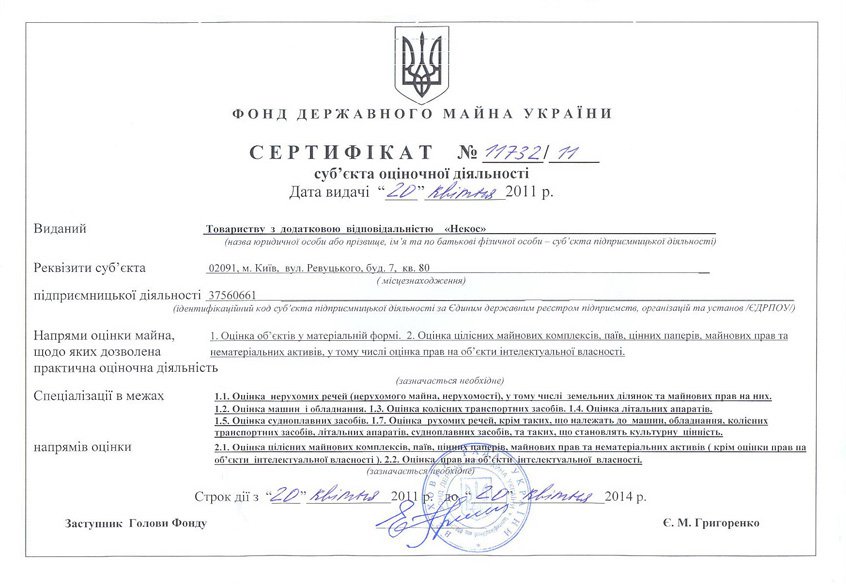 ФОНД ДЕРЖАВНОГО МАЙНА УКРАЇНИ
СЕРТИФІКАТ № 11732/11
суб’єкта оціночної діяльності
Дата видачі “20” квітня 2011 р.
Виданий Товариству з додатковою відповідальністю «Некос»
(назва юридичної особи або прізвище, ім’я та по батькові фізичної особи – суб’єкта підприємницької діяльності)
Реквізити суб’єкта 02091, м. Київ, вул. Ревуцького, буд. 7, кв. 80
( місцезнаходження)
підприємницької діяльності 37560661
(ідентифікаційний код суб’єкта підприємницької діяльності за Єдиним державним реєстром підприємств, організацій та установ /ЄДРПОУ/)
Напрями оцінки майна, 1. Оцінка об’єктів у матеріальній формі. 2. Оцінка цілісних майнових комплексів, паїв, цінних паперів, майнових прав та
щодо яких дозволена нематеріальних активів, у тому числі оцінка прав на об’єкти інтелектуальної власності.
практична оціночна діяльність
(зазначається необхідне)
Спеціалізації в межах 1.1. Оцінка нерухомих речей (нерухомого майна, нерухомості), у тому числі земельних ділянок та майнових прав на них.
1.2. Оцінка машин і обладнання. 1.3. Оцінка колісних транспортних засобів. 1.4. Оцінка літальних апаратів.
1.5. Оцінка судноплавних засобів. 1.7. Оцінка рухомих речей, крім таких, що належать до машин, обладнання, колісних
транспортних засобів, літальних апаратів, судноплавних засобів, та таких, що становлять культурну цінність.
напрямів оцінки 2.1. Оцінка цілісних майнових комплексів, паїв, цінних паперів, майнових прав та нематеріальних активів ( крім оцінки прав на
об’єкти інтелектуальної власності ). 2.2. Оцінка прав на об’єкти інтелектуальної власності.
(зазначається необхідне)
Строк дії з “20” квітня 2011 р. до “20” квітня 2014 р.
Заступник Голови Фонду Є. М. Григоренко